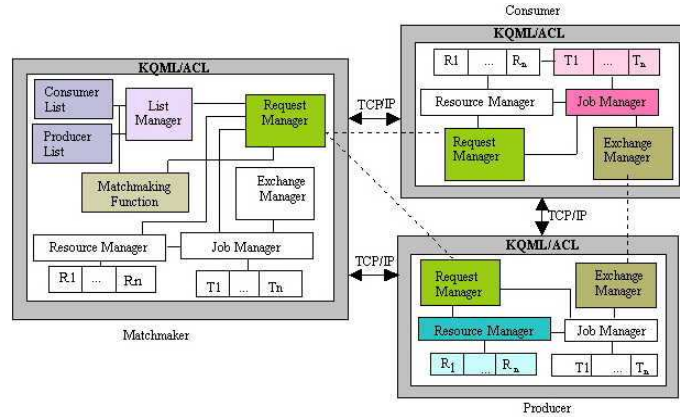 Consumer
KQML/ACL
R1 ... Rn
T1 ... Tn
Resource Manager
Job Manager
Request Manager
Exchange Manager
KQML/ACL
Consumer List
Producer List
List Manager
Request Manager
Matchmaking Function
Exchange Manager
Resource Manager
Job Manager
R1 ... Rn
T1 ... Tn
Matchmaker
TCP/IP
TCP/IP
TCP/IP
KQML/ACL
Request Manager
Exchange Manager
Resource Manager
Job Manager
R1 ... Rn
T1 ... Tn
Producer